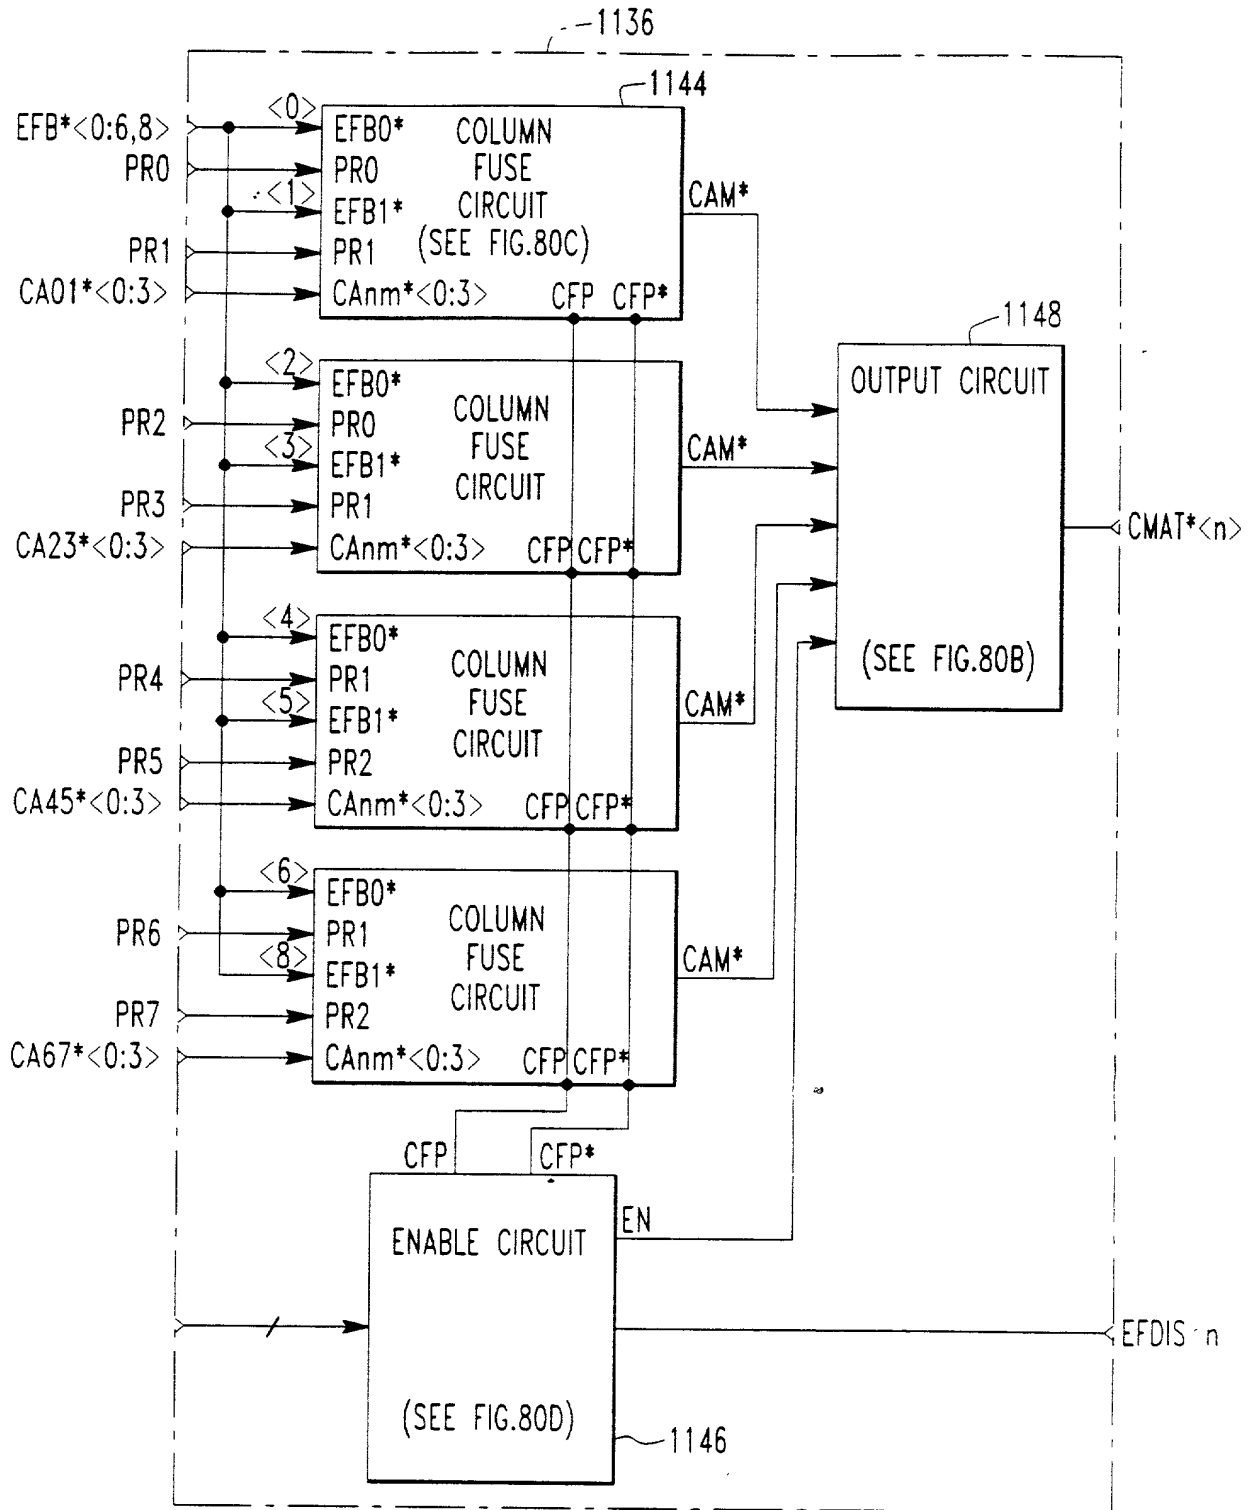 1136
1144
EFB*<0:6,8>
<0>
EFB0*
COLUMN
FUSE
CIRCUIT
(SEE FIG.80C)
PR0
PR0
<1>
EFB1*
PR1
PR1
CA01*<0:3>
CAnm*<0:3>
CFP
CFP*
CAM*
1148
OUTPUT CIRCUIT
(SEE FIG.80B)
CMAT*<n>
<2>
EFB0*
COLUMN
FUSE
CIRCUIT
PR2
PR0
<3>
EFB1*
PR3
PR1
CA23*<0:3>
CAnm*<0:3>
CFP
CFP*
CAM*
<4>
EFB0*
COLUMN
FUSE
CIRCUIT
PR4
PR1
<5>
EFB1*
PR5
PR2
CA45*<0:3>
CAnm*<0:3>
CFP
CFP*
CAM*
<6>
EFB0*
COLUMN
FUSE
CIRCUIT
PR6
PR1
<8>
EFB1*
PR7
PR2
CA67*<0:3>
CAnm*<0:3>
CFP
CFP*
CAM*
CFP
CFP*
ENABLE CIRCUIT
(SEE FIG.80D)
EN
EFDIS n
1146